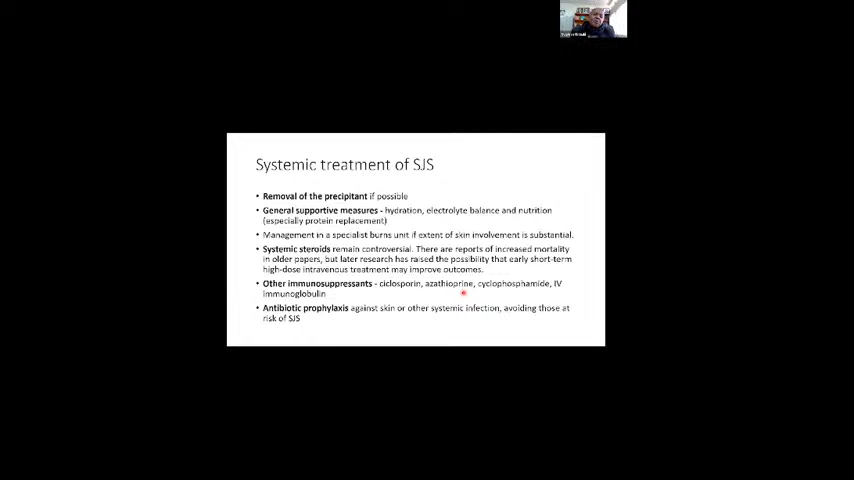 Systemic treatment of SJS
• Removal of the precipitant if possible
• General supportive measures - hydration, electrolyte balance and nutrition
(especially protein replacement)
• Management in a specialist burns unit if extent of skin involvement is substantial.
• Systemic steroids remain controversial. There are reports of increased mortality
in older papers, but later research has raised the possibility that early short-term
high-dose intravenous treatment may improve outcomes.
• Other immunosuppressants - ciclosporin, azathioprine, cyclophosphamide, IV
immunoglobulin
• Antibiotic prophylaxis against skin or other systemic infection, avoiding those at
risk of SJS